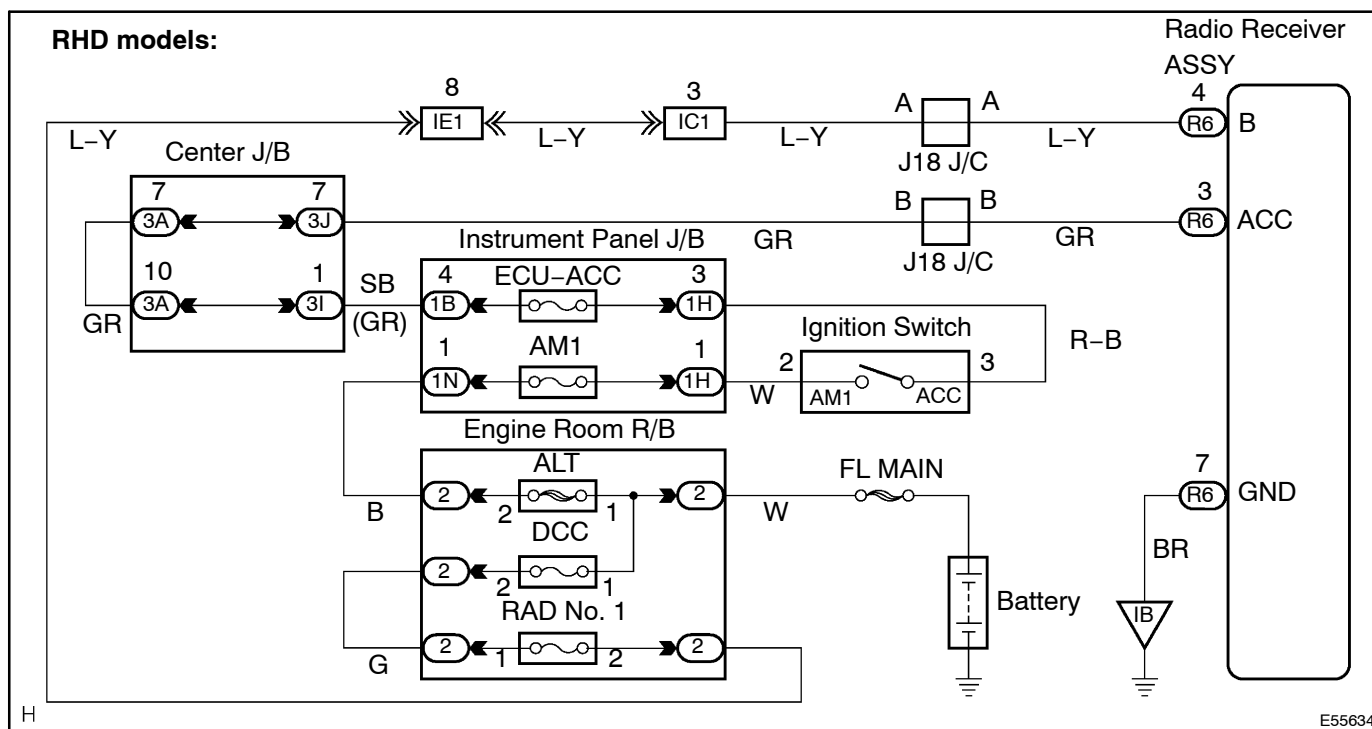 RHD models:
Radio Receiver
ASSY
8
3
A
A
4
IE1
IC1
R6
B
L–Y
L–Y
L–Y
L–Y
Center J/B
J18 J/C
7
7
B
B
3
3A
3J
R6
ACC
GR
GR
Instrument Panel J/B
J18 J/C
10
1
SB
4
ECU–ACC
3
3A
3I
1B
1H
GR
(GR)
Ignition Switch
R–B
1
AM1
1
2
3
1N
1H
W
AM1
ACC
Engine Room R/B
ALT
FL MAIN
7
2
2
R6
GND
B
2
1
W
DCC
BR
2
2
1
Battery
IB
RAD No. 1
2
1
2
2
G
H
E55634